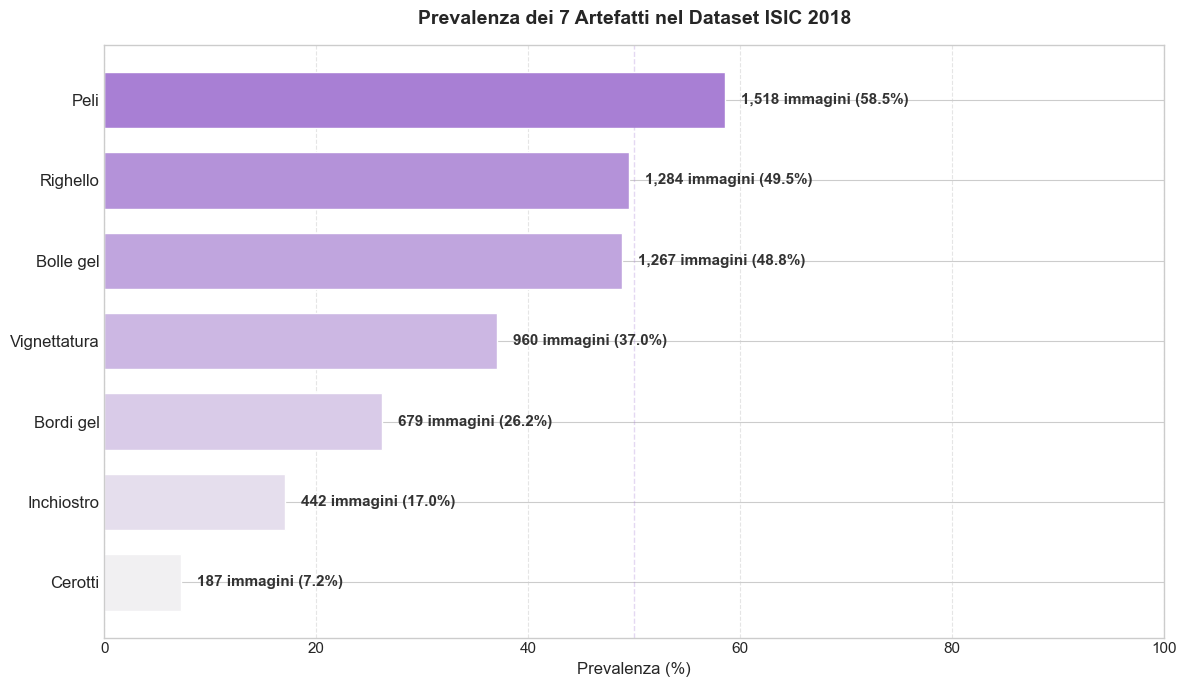 Prevalenza dei 7 Artefatti nel Dataset ISIC 2018
Peli
1,518 immagini (58.5%)
Righello
1,284 immagini (49.5%)
Bolle gel
1,267 immagini (48.8%)
Vignettatura
960 immagini (37.0%)
Bordi gel
679 immagini (26.2%)
Inchiostro
442 immagini (17.0%)
Cerotti
187 immagini (7.2%)
0 20 40 60 80 100
Prevalenza (%)